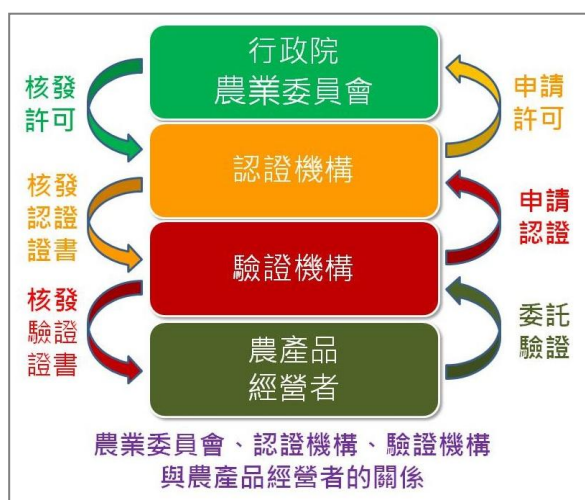 行政院
農業委員會
核發
許可
申請
許可
認證機構
核發
認證
證書
申請
認證
驗證機構
核發
驗證
證書
委託
驗證
農產品
經營者
農業委員會、認證機構、驗證機構
與農產品經營者的關係